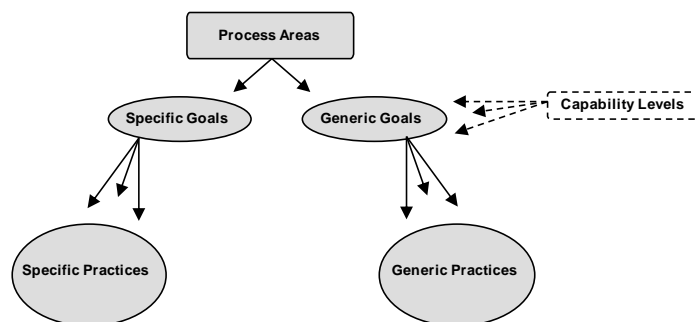 Process Areas
Specific Goals
Generic Goals
Capability Levels
Specific Practices
Generic Practices